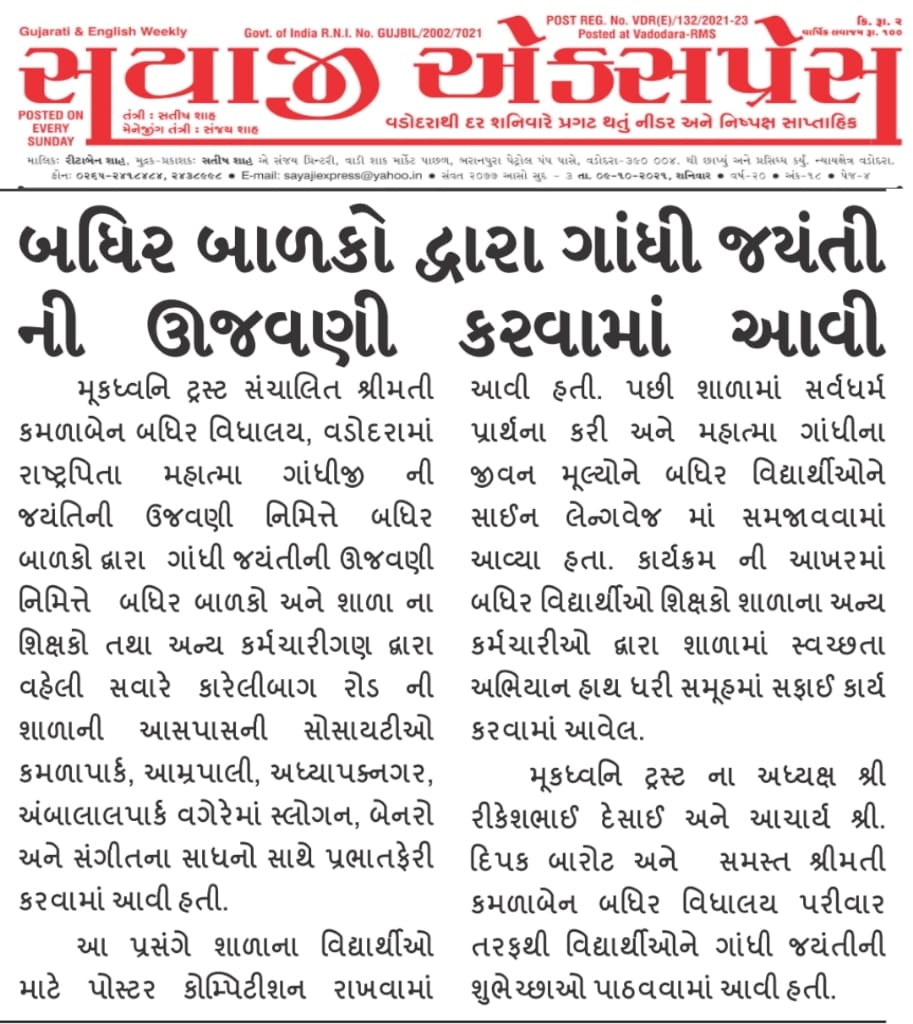 Gujarati & English Weekly
Govt. of India R.N.I. No. GUJBIL/2002/7021
POST REG. No. VDR(E)/132/2021-23
Posted at Vadodara-RMS
કિ. રૂા. ૨
વાર્ષિક લવાજમ રૂા. ૧૦૦
સયાજી એક્સપ્રેસ
POSTED ON
EVERY
SUNDAY
તંત્રી : સતીષ શાહ
મેનેજીંગ તંત્રી : સંજય શાહ
વડોદરાથી દર શનિવારે પ્રગટ થતું નીડર અને નિષ્પક્ષ સાપ્તાહિક
માલિક: રીટાબેન શાહ, મુદ્રક-પ્રકાશક: સતીષ શાહ એ સંજય પ્રિન્ટરી, વાડી શાક માર્કેટ પાછળ, બરાનપુરા પેટ્રોલ પંપ પાસે, વડોદરા-૩૯૦ ૦૦૪. થી છાપ્યું અને પ્રસિધ્ધ કર્યું. ન્યાયક્ષેત્ર વડોદરા.
ફોન: ૦૨૬૫-૨૪૧૮૪૮૪, ૨૪૩૮૯૯૮ ● E-mail: sayajiexpress@yahoo.in ● સંવત ૨૦૭૭ આસો સુદ - ૩ તા. ૦૯-૧૦-૨૦૨૧, શનિવાર ● વર્ષ-૨૦ ● અંક-૧૮ ● પેજ-૪
બધિર બાળકો દ્વારા ગાંધી જયંતી
ની ઊજવણી કરવામાં આવી
મૂકધ્વનિ ટ્રસ્ટ સંચાલિત શ્રીમતી
કમળાબેન બધિર વિધાલય, વડોદરામાં
રાષ્ટ્રપિતા મહાત્મા ગાંધીજી ની
જયંતિની ઉજવણી નિમિત્તે બધિર
બાળકો દ્વારા ગાંધી જયંતીની ઊજવણી
નિમિત્તે બધિર બાળકો અને શાળા ના
શિક્ષકો તથા અન્ય કર્મચારીગણ દ્વારા
વહેલી સવારે કારેલીબાગ રોડ ની
શાળાની આસપાસની સોસાયટીઓ
કમળાપાર્ક, આમ્રપાલી, અધ્યાપક્નગર,
અંબાલાલપાર્ક વગેરેમાં સ્લોગન, બેનરો
અને સંગીતના સાધનો સાથે પ્રભાતફેરી
કરવામાં આવી હતી.
આ પ્રસંગે શાળાના વિદ્યાર્થીઓ
માટે પોસ્ટર કોમ્પિટીશન રાખવામાં
આવી હતી. પછી શાળામાં સર્વધર્મ
પ્રાર્થના કરી અને મહાત્મા ગાંધીના
જીવન મૂલ્યોને બધિર વિદ્યાર્થીઓને
સાઈન લેન્ગવેજ માં સમજાવવામાં
આવ્યા હતા. કાર્યક્રમ ની આખરમાં
બધિર વિદ્યાર્થીઓ શિક્ષકો શાળાના અન્ય
કર્મચારીઓ દ્વારા શાળામાં સ્વચ્છતા
અભિયાન હાથ ધરી સમૂહમાં સફાઈ કાર્ય
કરવામાં આવેલ.
મૂકધ્વનિ ટ્રસ્ટ ના અધ્યક્ષ શ્રી
રીકેશભાઈ દેસાઈ અને આચાર્ય શ્રી.
દિપક બારોટ અને સમસ્ત શ્રીમતી
કમળાબેન બધિર વિધાલય પરીવાર
તરફથી વિદ્યાર્થીઓને ગાંધી જયંતીની
શુભેચ્છાઓ પાઠવવામાં આવી હતી.